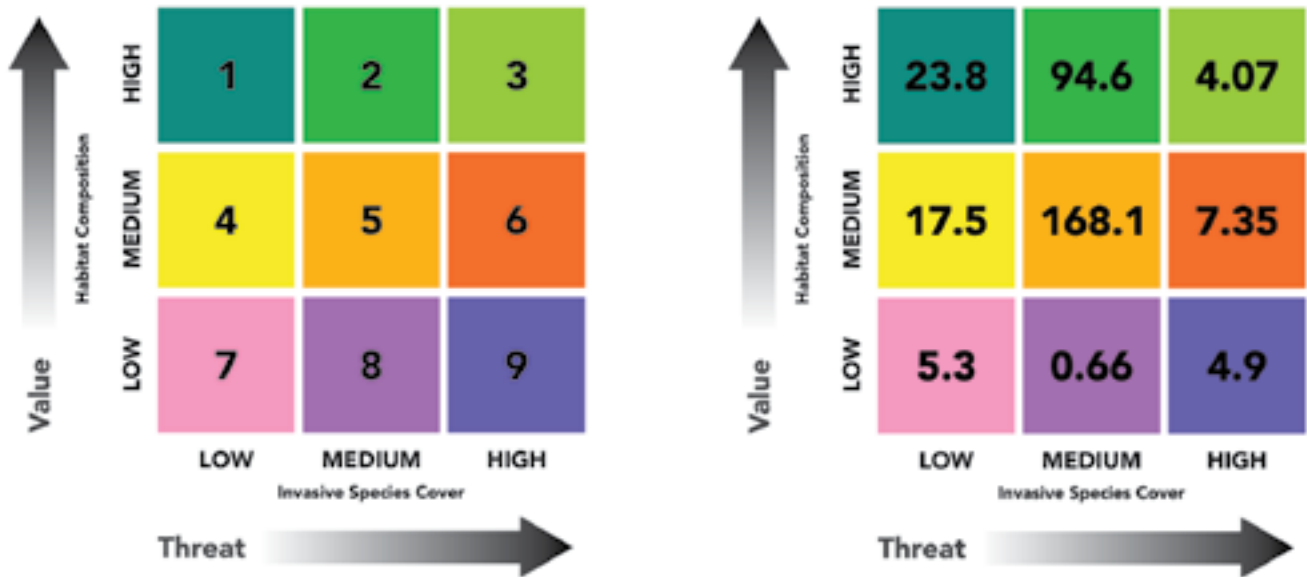 HIGH
1
2
3
Habitat Composition
MEDIUM
4
5
6
Value
LOW
7
8
9
LOW
MEDIUM
HIGH
Invasive Species Cover
Threat
HIGH
23.8
94.6
4.07
Habitat Composition
MEDIUM
17.5
168.1
7.35
Value
LOW
5.3
0.66
4.9
LOW
MEDIUM
HIGH
Invasive Species Cover
Threat